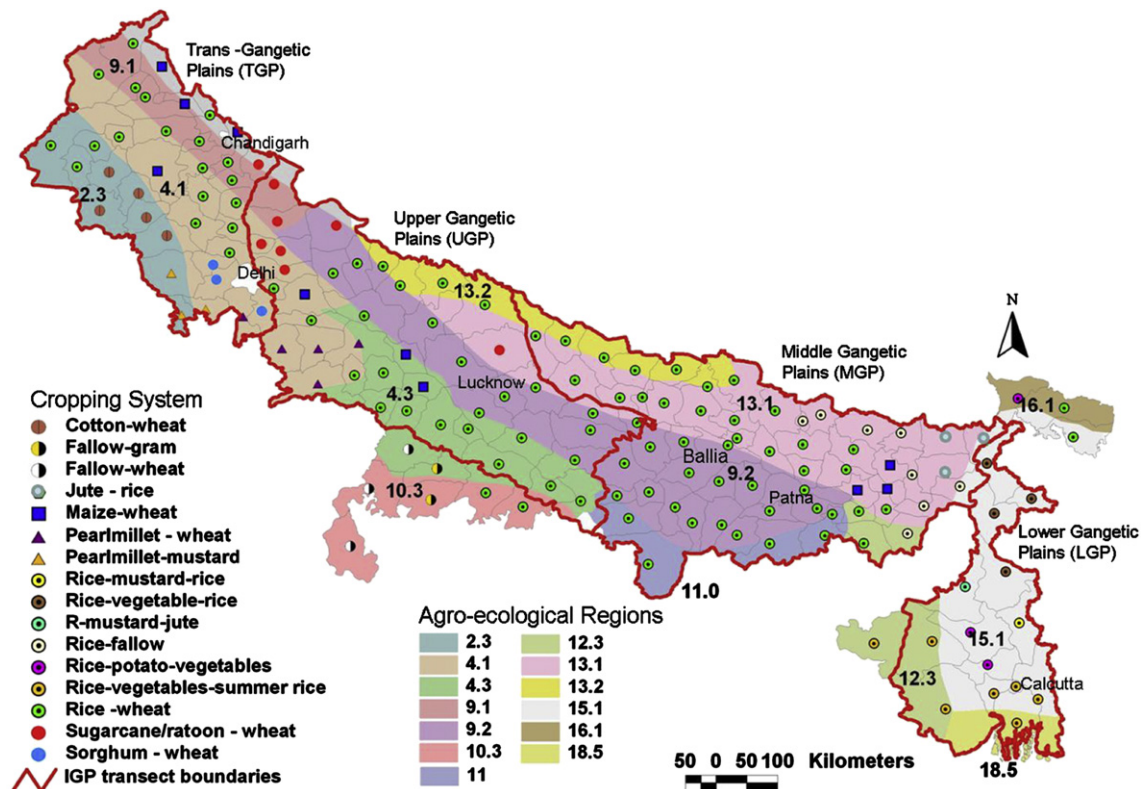 Trans -Gangetic
Plains (TGP)
9.1
Chandigarh
2.3
4.1
Delhi
Upper Gangetic
Plains (UGP)
13.2
Middle Gangetic
Plains (MGP)
N
Lucknow
4.3
13.1
16.1
Ballia
9.2
Patna
10.3
11.0
Lower Gangetic
Plains (LGP)
15.1
12.3
Calcutta
18.5
Cropping System
Cotton-wheat
Fallow-gram
Fallow-wheat
Jute - rice
Maize-wheat
Pearlmillet - wheat
Pearlmillet-mustard
Rice-mustard-rice
Rice-vegetable-rice
R-mustard-jute
Rice-fallow
Rice-potato-vegetables
Rice-vegetables-summer rice
Rice -wheat
Sugarcane/ratoon - wheat
Sorghum - wheat
IGP transect boundaries
Agro-ecological Regions
2.3
4.1
4.3
9.1
9.2
10.3
11
12.3
13.1
13.2
15.1
16.1
18.5
50 0 50 100 Kilometers